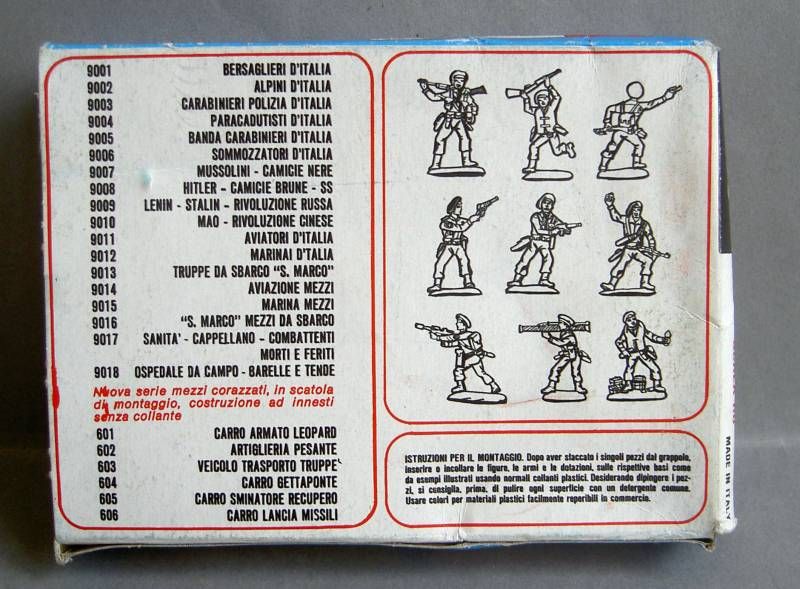 9001 BERSAGLIERI D'ITALIA
9002 ALPINI D'ITALIA
9003 CARABINIERI POLIZIA D'ITALIA
9004 PARACADUTISTI D'ITALIA
9005 BANDA CARABINIERI D'ITALIA
9006 SOMMOZZATORI D'ITALIA
9007 MUSSOLINI - CAMICIE NERE
9008 HITLER - CAMICIE BRUNE - SS
9009 LENIN - STALIN - RIVOLUZIONE RUSSA
9010 MAO - RIVOLUZIONE CINESE
9011 AVIATORI D'ITALIA
9012 MARINAI D'ITALIA
9013 TRUPPE DA SBARCO "S. MARCO"
9014 AVIAZIONE MEZZI
9015 MARINA MEZZI
9016 "S. MARCO" MEZZI DA SBARCO
9017 SANITA' - CAPPELLANO - COMBATTENTI
MORTI E FERITI
9018 OSPEDALE DA CAMPO - BARELLE E TENDE
Nuova serie mezzi corazzati, in scatola
di montaggio, costruzione ad innesti
senza collante
601 CARRO ARMATO LEOPARD
602 ARTIGLIERIA PESANTE
603 VEICOLO TRASPORTO TRUPPE
604 CARRO GETTAPONTE
605 CARRO SMINATORE RECUPERO
606 CARRO LANCIA MISSILI
ISTRUZIONI PER IL MONTAGGIO. Dopo aver staccato i singoli pezzi dal grappolo,
inserire o incollare le figure, le armi e le dotazioni, sulle rispettive basi come
da esempi illustrati usando normali collanti plastici. Desiderando dipingere i pez-
zi, si consiglia, prima, di pulire ogni superficie con un detergente comune.
Usare colori per materiali plastici facilmente reperibili in commercio.
MADE IN ITALY